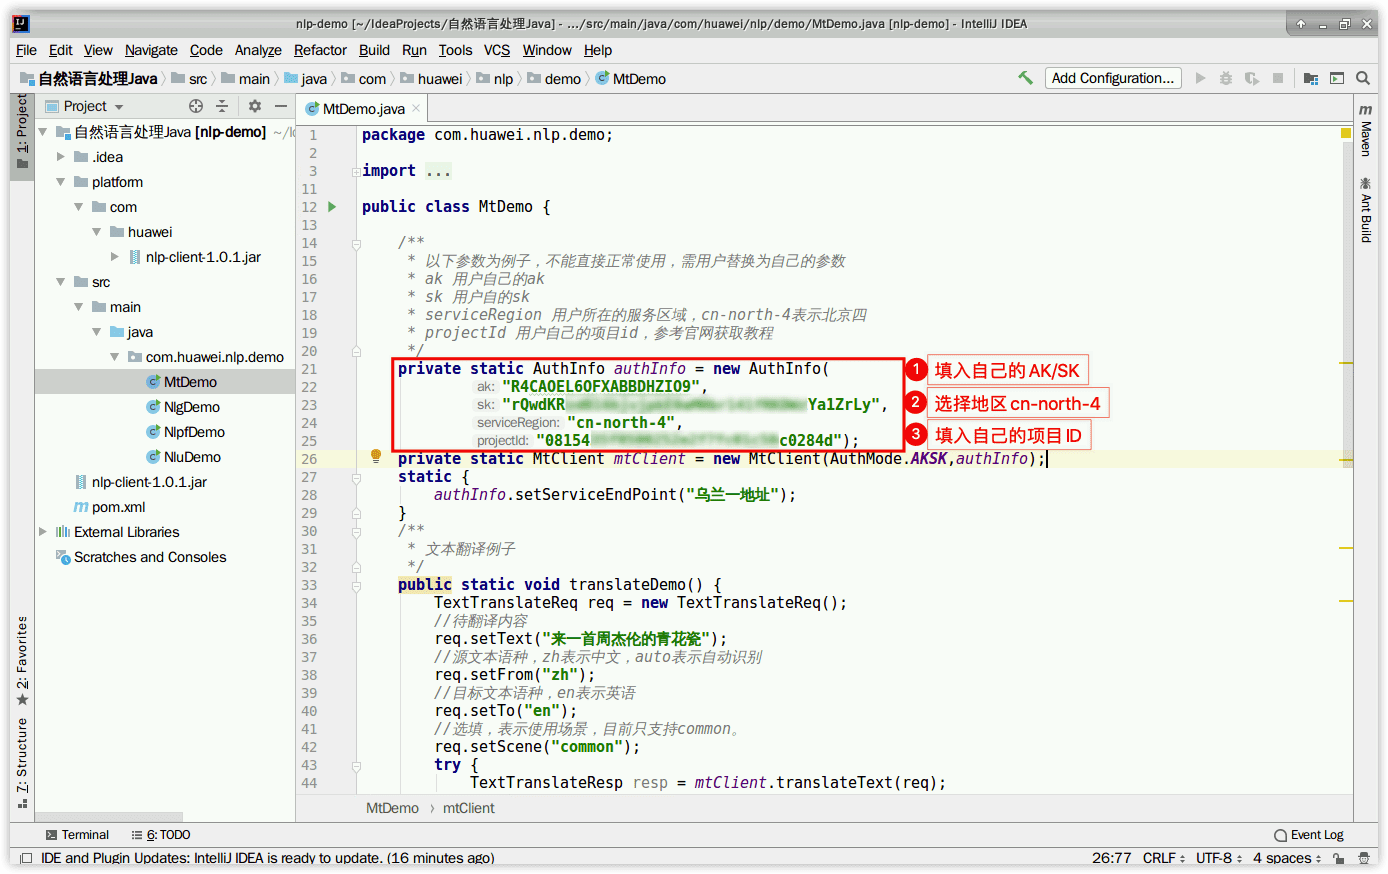 nlp-demo [~/IdeaProjects/自然语言处理Java] - .../src/main/java/com/huawei/nlp/demo/MtDemo.java [nlp-demo] - IntelliJ IDEA
File Edit View Navigate Code Analyze Refactor Build Run Tools VCS Window Help
自然语言处理Java src main java com huawei nlp demo MtDemo Add Configuration...
1: Project
Project
自然语言处理Java [nlp-demo]
.idea
platform
com
huawei
nlp-client-1.0.1.jar
src
main
java
com.huawei.nlp.demo
MtDemo
NlgDemo
NlpfDemo
NluDemo
nlp-client-1.0.1.jar
pom.xml
External Libraries
Scratches and Consoles
2: Favorites
7: Structure
MtDemo.java
1 package com.huawei.nlp.demo;
2
3 import ...
11
12 public class MtDemo {
13
14 /**
15 * 以下参数为例子，不能直接正常使用，需用户替换为自己的参数
16 * ak 用户自己的ak
17 * sk 用户自的sk
18 * serviceRegion 用户所在的服务区域，cn-north-4表示北京四
19 * projectId 用户自己的项目id，参考官网获取教程
20 */
21 private static AuthInfo authInfo = new AuthInfo(
22 ak: "R4CAOEL6OFXABBDHZIO9",
23 sk: "rQwdKR Ya1ZrLy",
24 serviceRegion: "cn-north-4",
25 projectId: "08154 c0284d");
26 private static MtClient mtClient = new MtClient(AuthMode.AKSK,authInfo);
27 static {
28 authInfo.setServiceEndPoint("乌兰一地址");
29 }
30 /**
31 * 文本翻译例子
32 */
33 public static void translateDemo() {
34 TextTranslateReq req = new TextTranslateReq();
35 //待翻译内容
36 req.setText("来一首周杰伦的青花瓷");
37 //源文本语种，zh表示中文，auto表示自动识别
38 req.setFrom("zh");
39 //目标文本语种，en表示英语
40 req.setTo("en");
41 //选填，表示使用场景，目前只支持common。
42 req.setScene("common");
43 try {
44 TextTranslateResp resp = mtClient.translateText(req);
1 填入自己的 AK/SK
2 选择地区 cn-north-4
3 填入自己的项目 ID
Maven
Ant Build
MtDemo › mtClient
Terminal 6: TODO Event Log
IDE and Plugin Updates: IntelliJ IDEA is ready to update. (16 minutes ago) 26:77 CRLF UTF-8 4 spaces